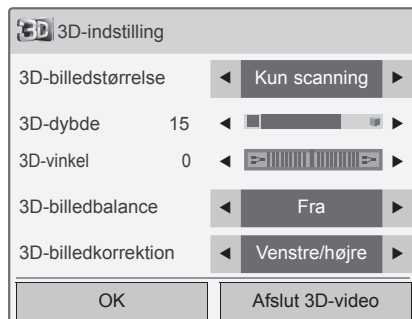 3D 3D-indstilling
3D-billedstørrelse Kun scanning
3D-dybde 15
3D-vinkel 0
3D-billedbalance Fra
3D-billedkorrektion Venstre/højre
OK Afslut 3D-video